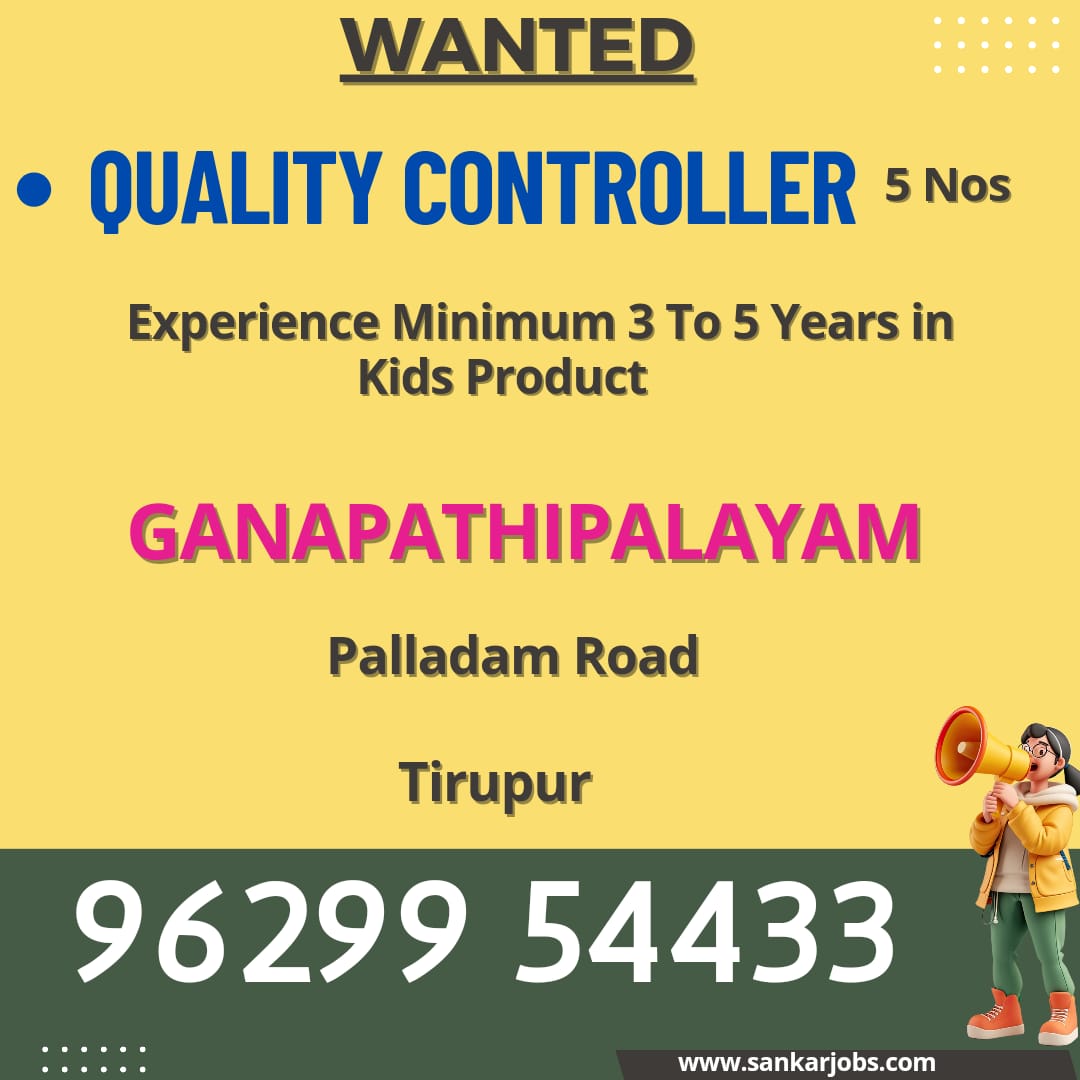 WANTED
• QUALITY CONTROLLER 5 Nos
Experience Minimum 3 To 5 Years in
Kids Product
GANAPATHIPALAYAM
Palladam Road
Tirupur
96299 54433
www.sankarjobs.com